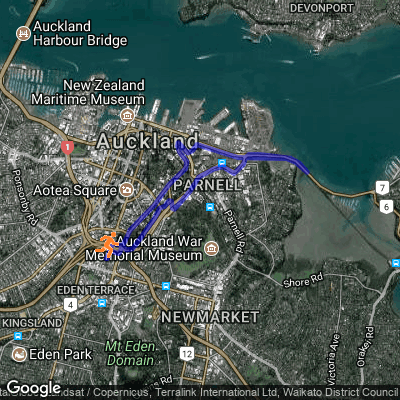 Auckland
Harbour Bridge
DEVONPORT
New Zealand
Maritime Museum
1
Auckland
Ponsonby Rd
Aotea Square
PARNELL
7
6
Parnell Rd
Auckland War
Memorial Museum
Shore Rd
EDEN TERRACE
4
KINGSLAND
NEWMARKET
Mt Eden
Domain
Eden Park
12
Victoria Ave
Orakei Rd
Google
Landsat / Copernicus, Terralink International Ltd, Waikato District Council